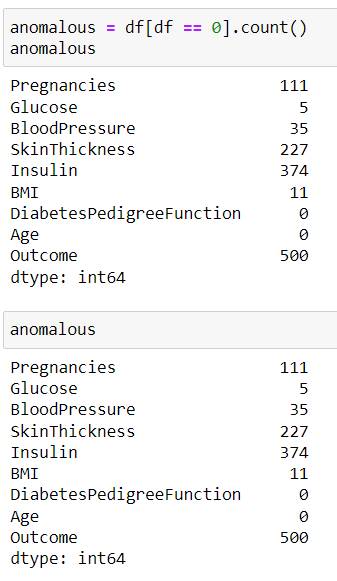 anomalous = df[df == 0].count()
anomalous
Pregnancies 111
Glucose 5
BloodPressure 35
SkinThickness 227
Insulin 374
BMI 11
DiabetesPedigreeFunction 0
Age 0
Outcome 500
dtype: int64
anomalous
Pregnancies 111
Glucose 5
BloodPressure 35
SkinThickness 227
Insulin 374
BMI 11
DiabetesPedigreeFunction 0
Age 0
Outcome 500
dtype: int64